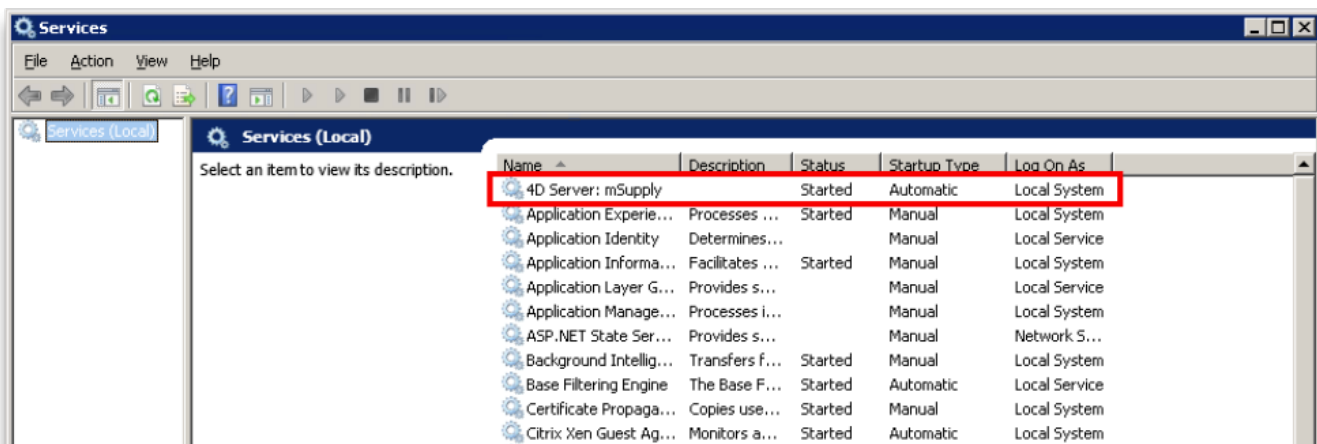 Services
File Action View Help
Services (Local)
Services (Local)
Select an item to view its description.
Name Description Status Startup Type Log On As
4D Server: mSupply Started Automatic Local System
Application Experie... Processes ... Started Manual Local System
Application Identity Determines... Manual Local Service
Application Informa... Facilitates ... Started Manual Local System
Application Layer G... Provides s... Manual Local Service
Application Manage... Processes i... Manual Local System
ASP.NET State Ser... Provides s... Manual Network S...
Background Intellig... Transfers f... Started Manual Local System
Base Filtering Engine The Base F... Started Automatic Local Service
Certificate Propaga... Copies use... Started Manual Local System
Citrix Xen Guest Ag... Monitors a... Started Automatic Local System